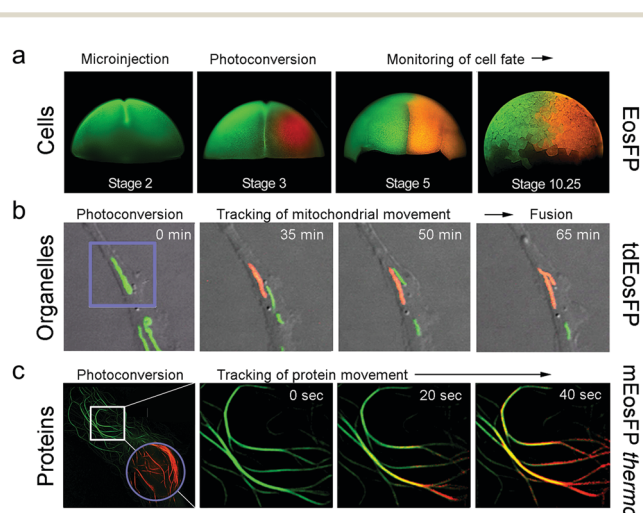 a
Microinjection
Photoconversion
Monitoring of cell fate
Cells
Stage 2
Stage 3
Stage 5
Stage 10.25
EosFP
b
Photoconversion
Tracking of mitochondrial movement
Fusion
Organelles
0 min
35 min
50 min
65 min
tdEosFP
c
Photoconversion
Tracking of protein movement
Proteins
0 sec
20 sec
40 sec
mEosFP thermo